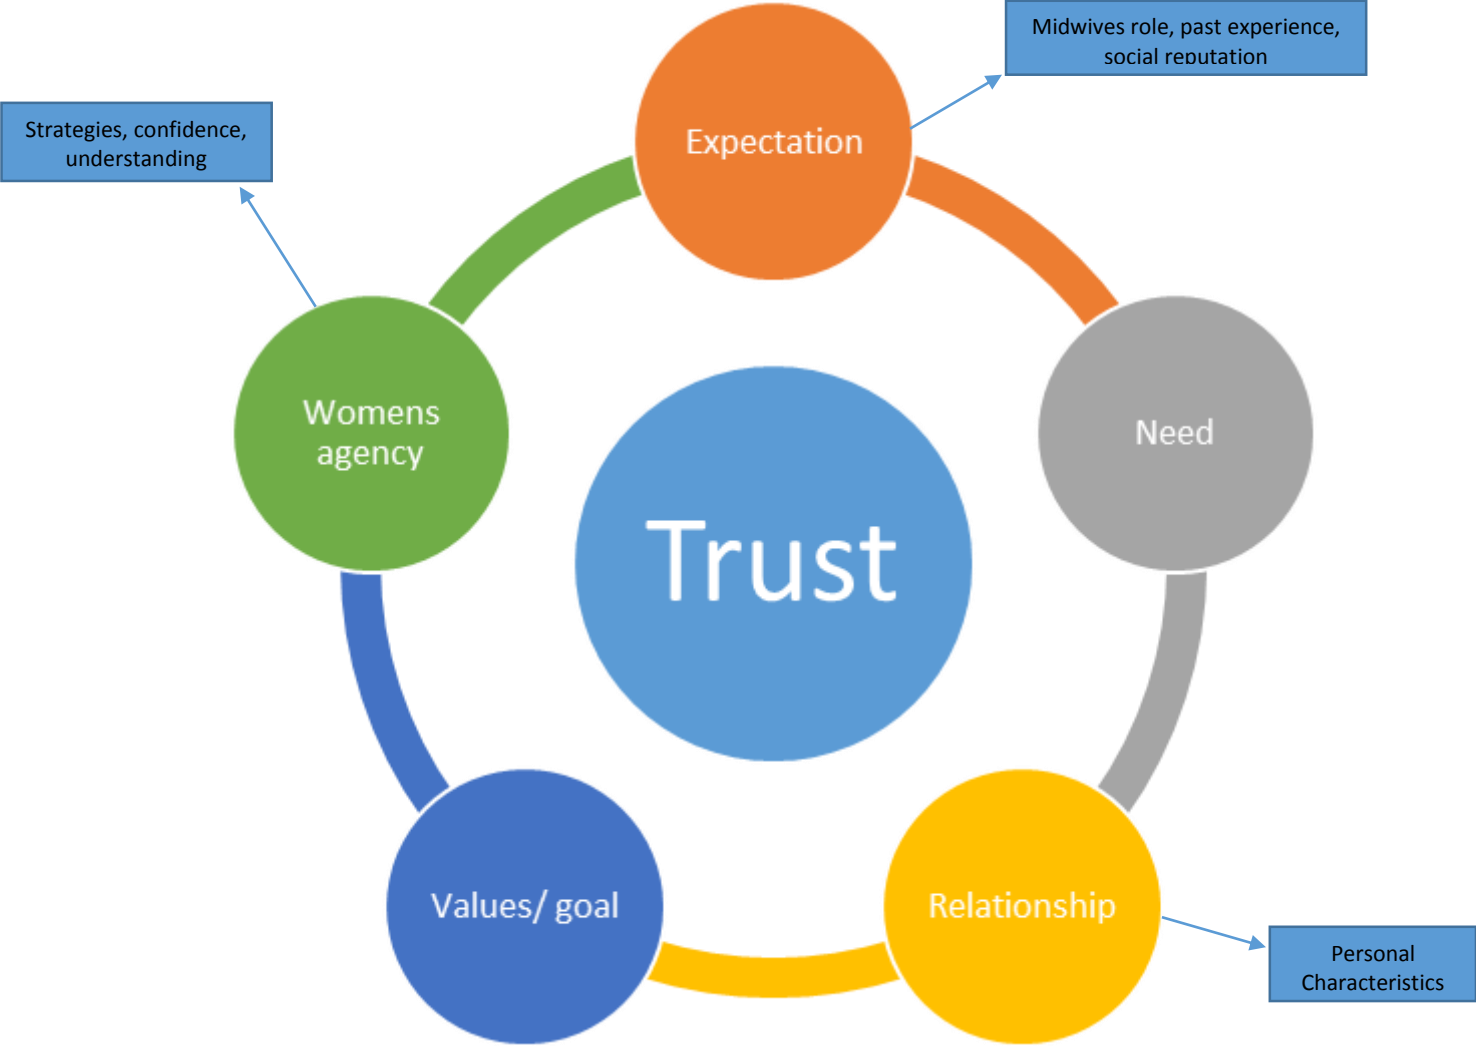 Midwives role, past experience,
social reputation
Strategies, confidence,
understanding
Expectation
Womens
agency
Need
Trust
Values/ goal
Relationship
Personal
Characteristics